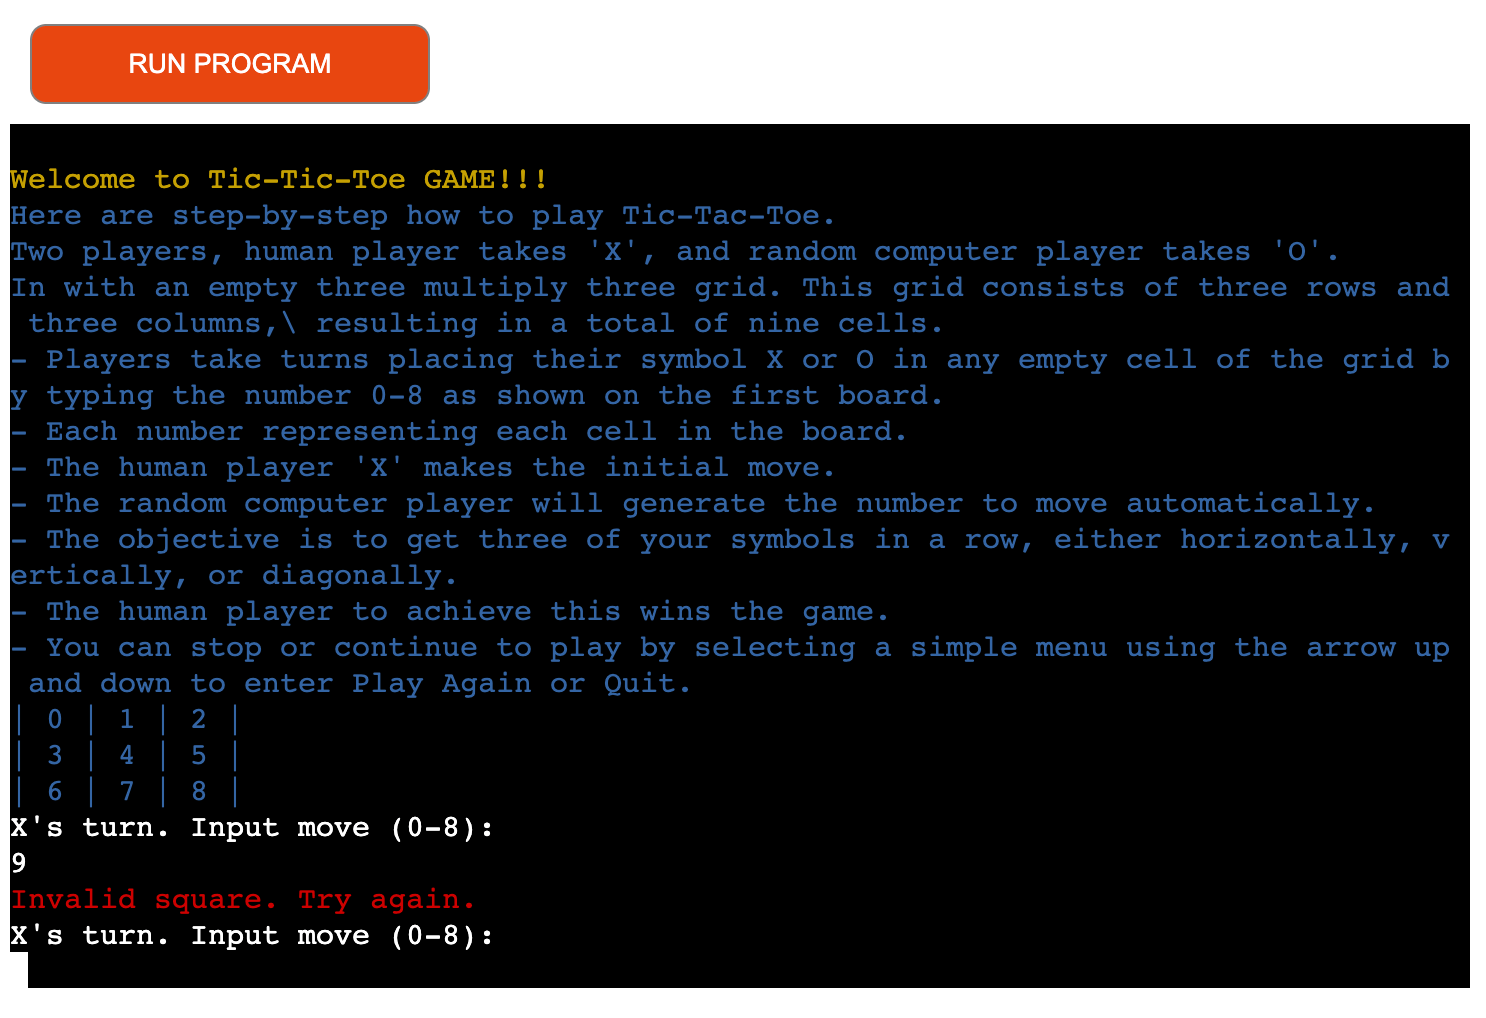 RUN PROGRAM
Welcome to Tic-Tic-Toe GAME!!!
Here are step-by-step how to play Tic-Tac-Toe.
Two players, human player takes 'X', and random computer player takes 'O'.
In with an empty three multiply three grid. This grid consists of three rows and
 three columns,\ resulting in a total of nine cells.
- Players take turns placing their symbol X or O in any empty cell of the grid b
y typing the number 0-8 as shown on the first board.
- Each number representing each cell in the board.
- The human player 'X' makes the initial move.
- The random computer player will generate the number to move automatically.
- The objective is to get three of your symbols in a row, either horizontally, v
ertically, or diagonally.
- The human player to achieve this wins the game.
- You can stop or continue to play by selecting a simple menu using the arrow up
 and down to enter Play Again or Quit.
| 0 | 1 | 2 |
| 3 | 4 | 5 |
| 6 | 7 | 8 |
X's turn. Input move (0-8):
9
Invalid square. Try again.
X's turn. Input move (0-8):